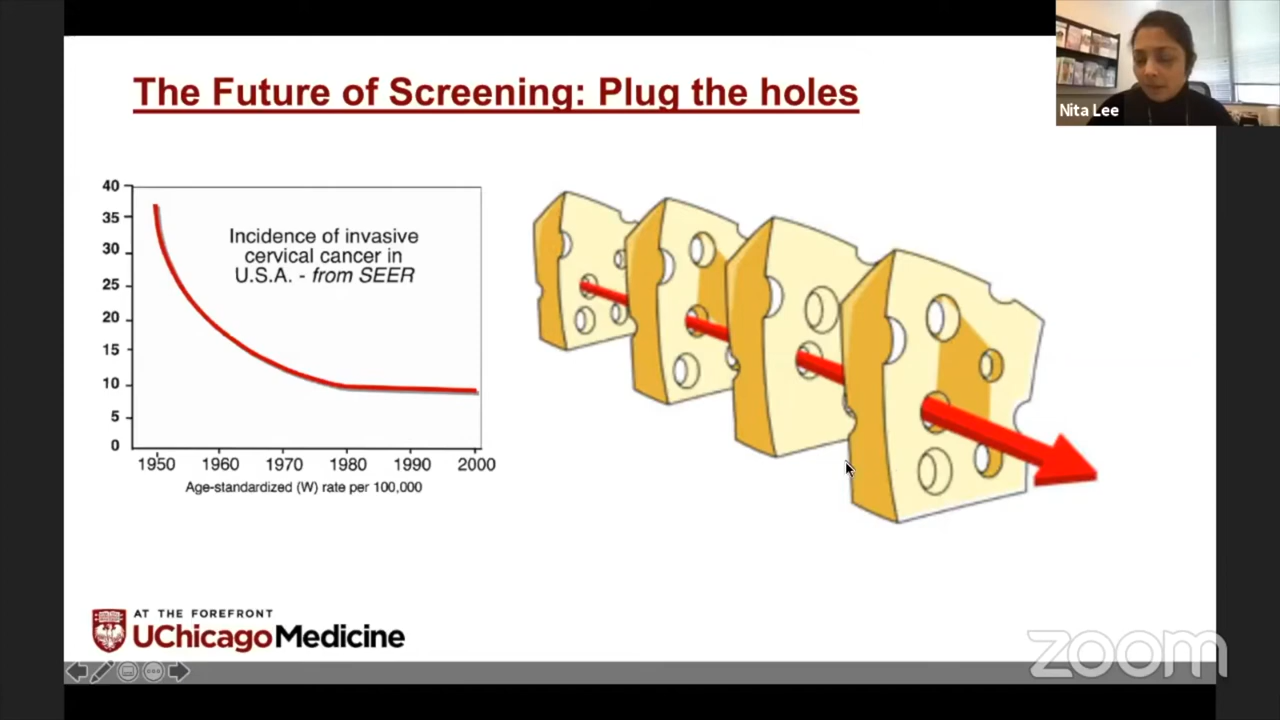 The Future of Screening: Plug the holes
Nita Lee
40
35
30
25
20
15
10
5
0
Incidence of invasive
cervical cancer in
U.S.A. - from SEER
1950 1960 1970 1980 1990 2000
Age-standardized (W) rate per 100,000
AT THE FOREFRONT
UChicago Medicine
zoom